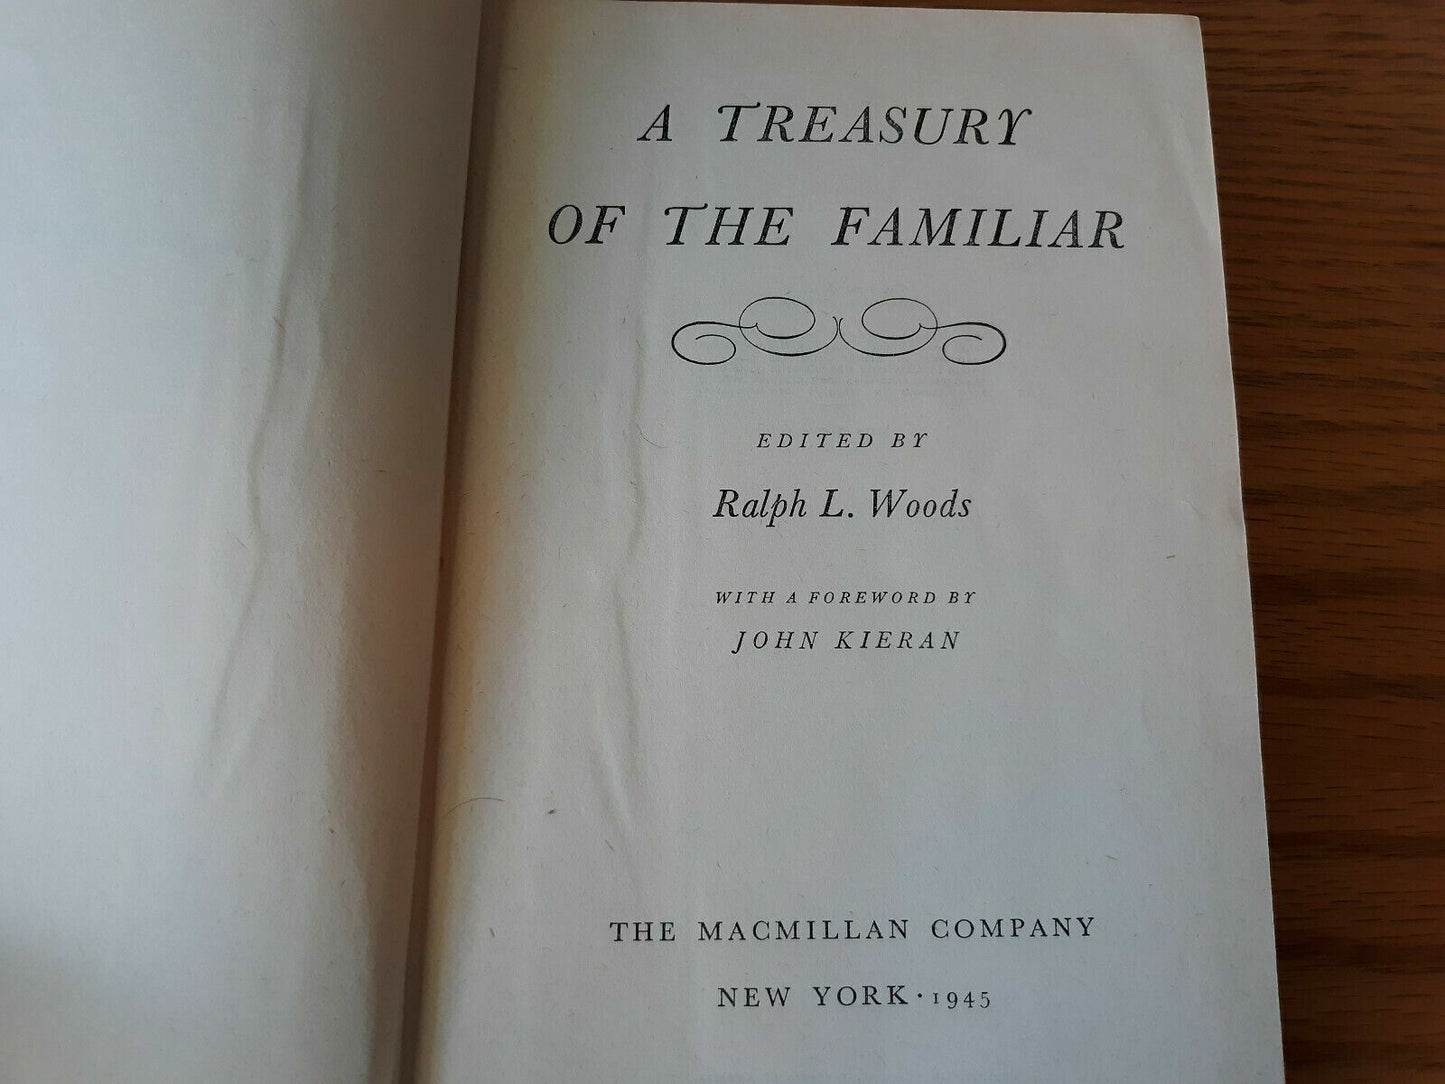 A TREASURY
OF THE FAMILIAR
EDITED BY
Ralph L. Woods
WITH A FOREWORD BY
JOHN KIERAN
THE MACMILLAN COMPANY
NEW YORK · 1945